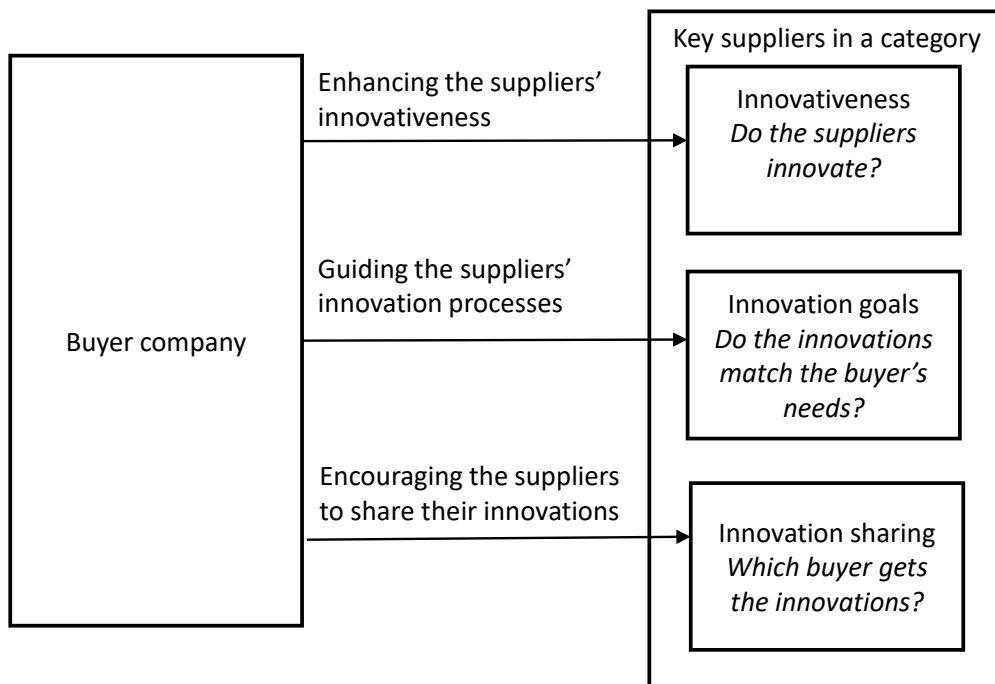 Key suppliers in a category
Enhancing the suppliers’
innovativeness
Innovativeness
Do the suppliers
innovate?
Guiding the suppliers’
innovation processes
Innovation goals
Do the innovations
match the buyer’s
needs?
Buyer company
Encouraging the suppliers
to share their innovations
Innovation sharing
Which buyer gets
the innovations?